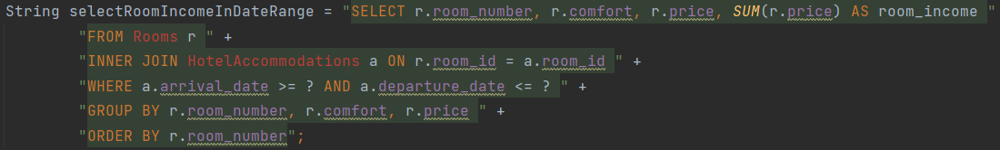 String selectRoomIncomeInDateRange = "SELECT r.room_number, r.comfort, r.price, SUM(r.price) AS room_income "
"FROM Rooms r " +
"INNER JOIN HotelAccommodations a ON r.room_id = a.room_id " +
"WHERE a.arrival_date >= ? AND a.departure_date <= ? " +
"GROUP BY r.room_number, r.comfort, r.price " +
"ORDER BY r.room_number";